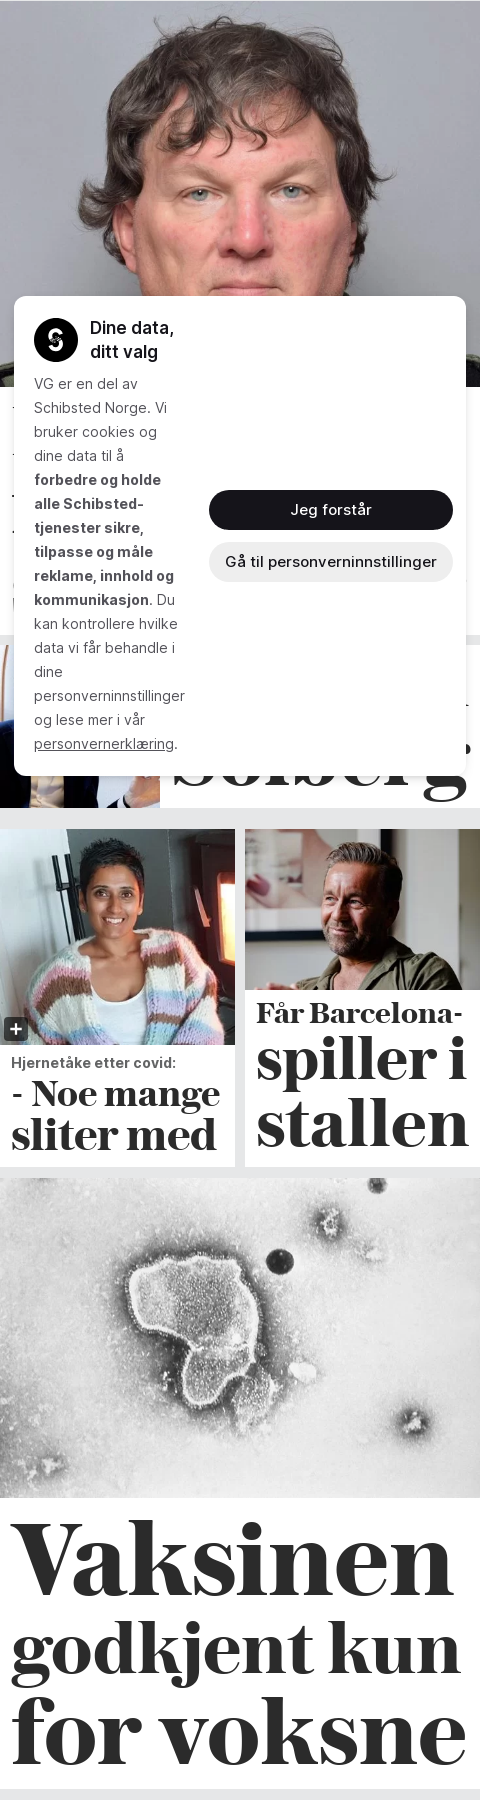 Dine data,
ditt valg
VG er en del av
Schibsted Norge. Vi
bruker cookies og
dine data til å
forbedre og holde
alle Schibsted-
tjenester sikre,
tilpasse og måle
reklame, innhold og
kommunikasjon. Du
kan kontrollere hvilke
data vi får behandle i
dine
personverninnstillinger
og lese mer i vår
personvernerklæring.
Jeg forstår
Gå til personverninnstillinger
Solberg
Hjernetåke etter covid:
- Noe mange
sliter med
Får Barcelona-
spiller i
stallen
Vaksinen
godkjent kun
for voksne